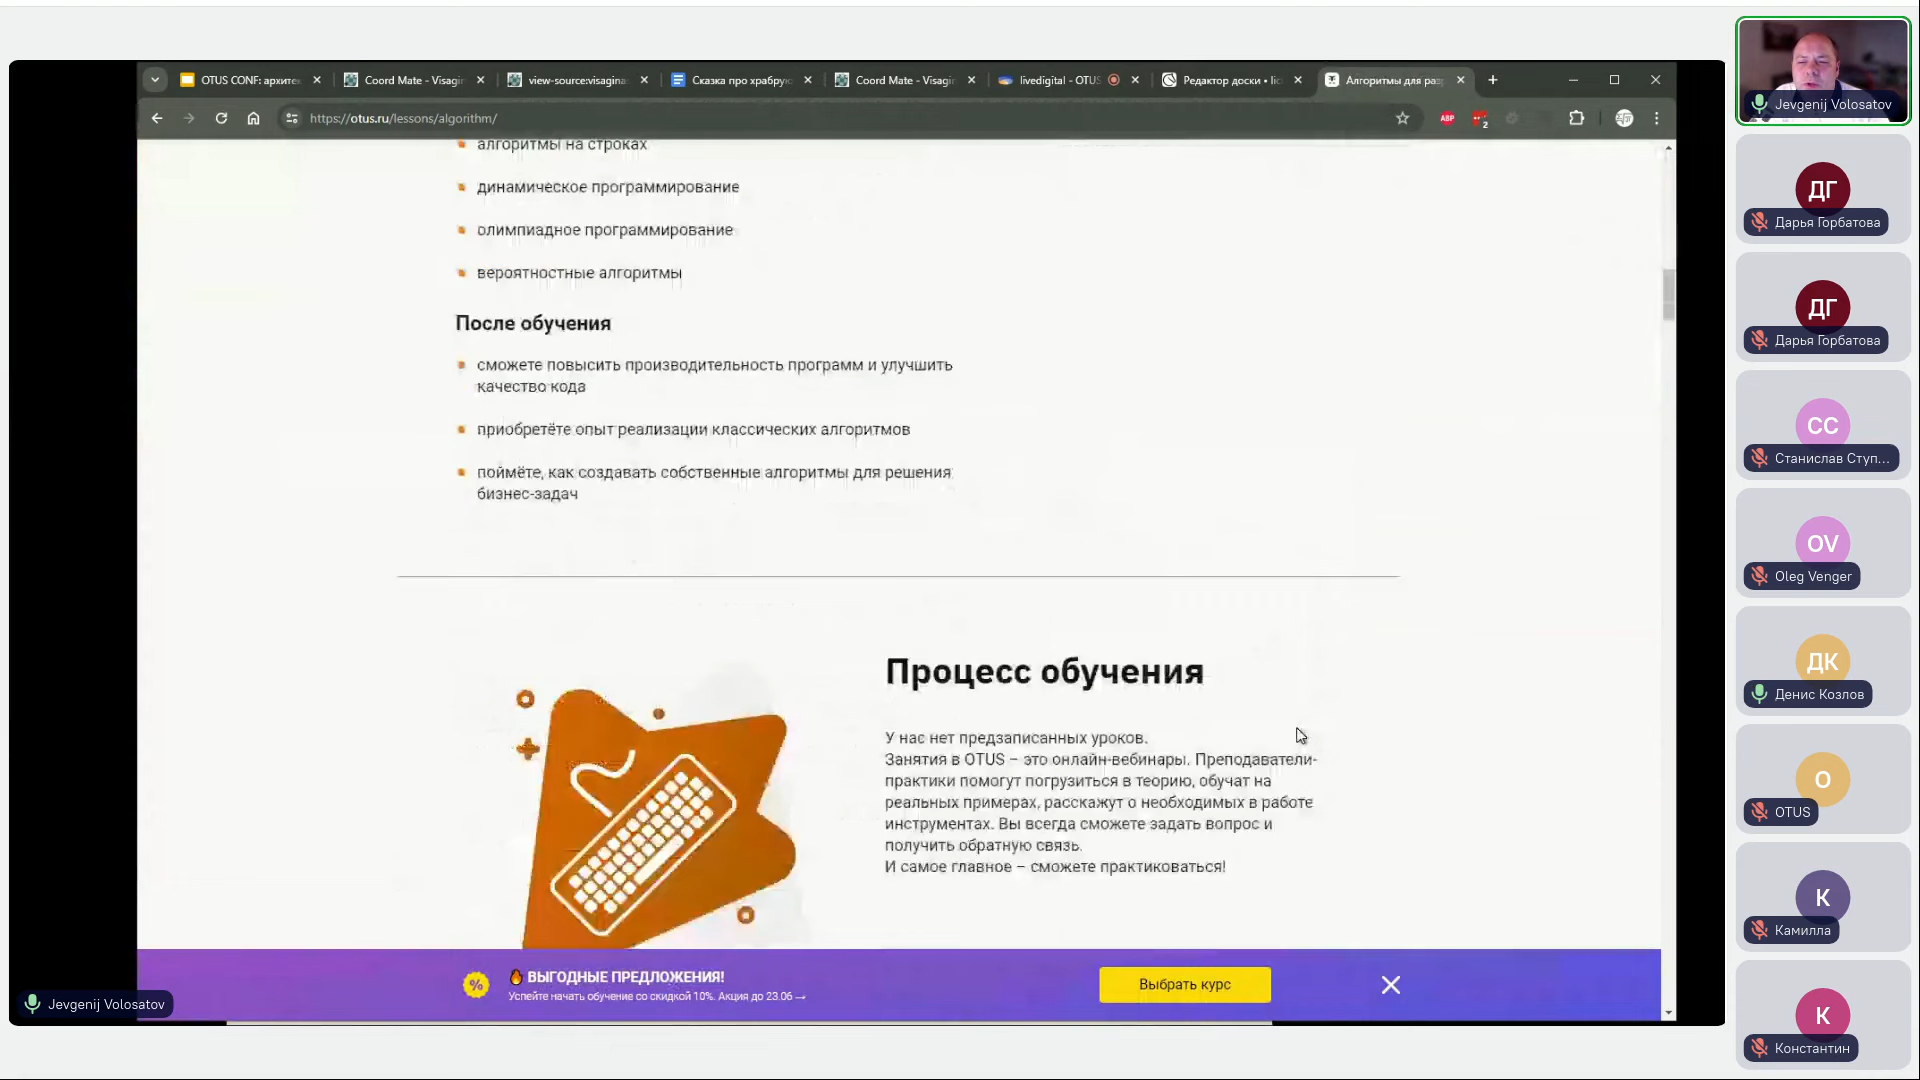 OTUS CONF: архите
Coord Mate - Visagin
view-source:visagina
Сказка про храбрую
Coord Mate - Visagin
livedigital - OTUS
Редактор доски • lic
Алгоритмы для раз
https://otus.ru/lessons/algorithm/
ABP
2
алгоритмы на строках
динамическое программирование
олимпиадное программирование
вероятностные алгоритмы
После обучения
сможете повысить производительность программ и улучшить
качество кода
приобретёте опыт реализации классических алгоритмов
поймёте, как создавать собственные алгоритмы для решения
бизнес-задач
Процесс обучения
У нас нет предзаписанных уроков.
Занятия в OTUS – это онлайн-вебинары. Преподаватели-
практики помогут погрузиться в теорию, обучат на
реальных примерах, расскажут о необходимых в работе
инструментах. Вы всегда сможете задать вопрос и
получить обратную связь.
И самое главное – сможете практиковаться!
%
ВЫГОДНЫЕ ПРЕДЛОЖЕНИЯ!
Успейте начать обучение со скидкой 10%. Акция до 23.06 →
Выбрать курс
Jevgenij Volosatov
Jevgenij Volosatov
ДГ
Дарья Горбатова
ДГ
Дарья Горбатова
СС
Станислав Ступ...
OV
Oleg Venger
ДК
Денис Козлов
O
OTUS
К
Камилла
К
Константин